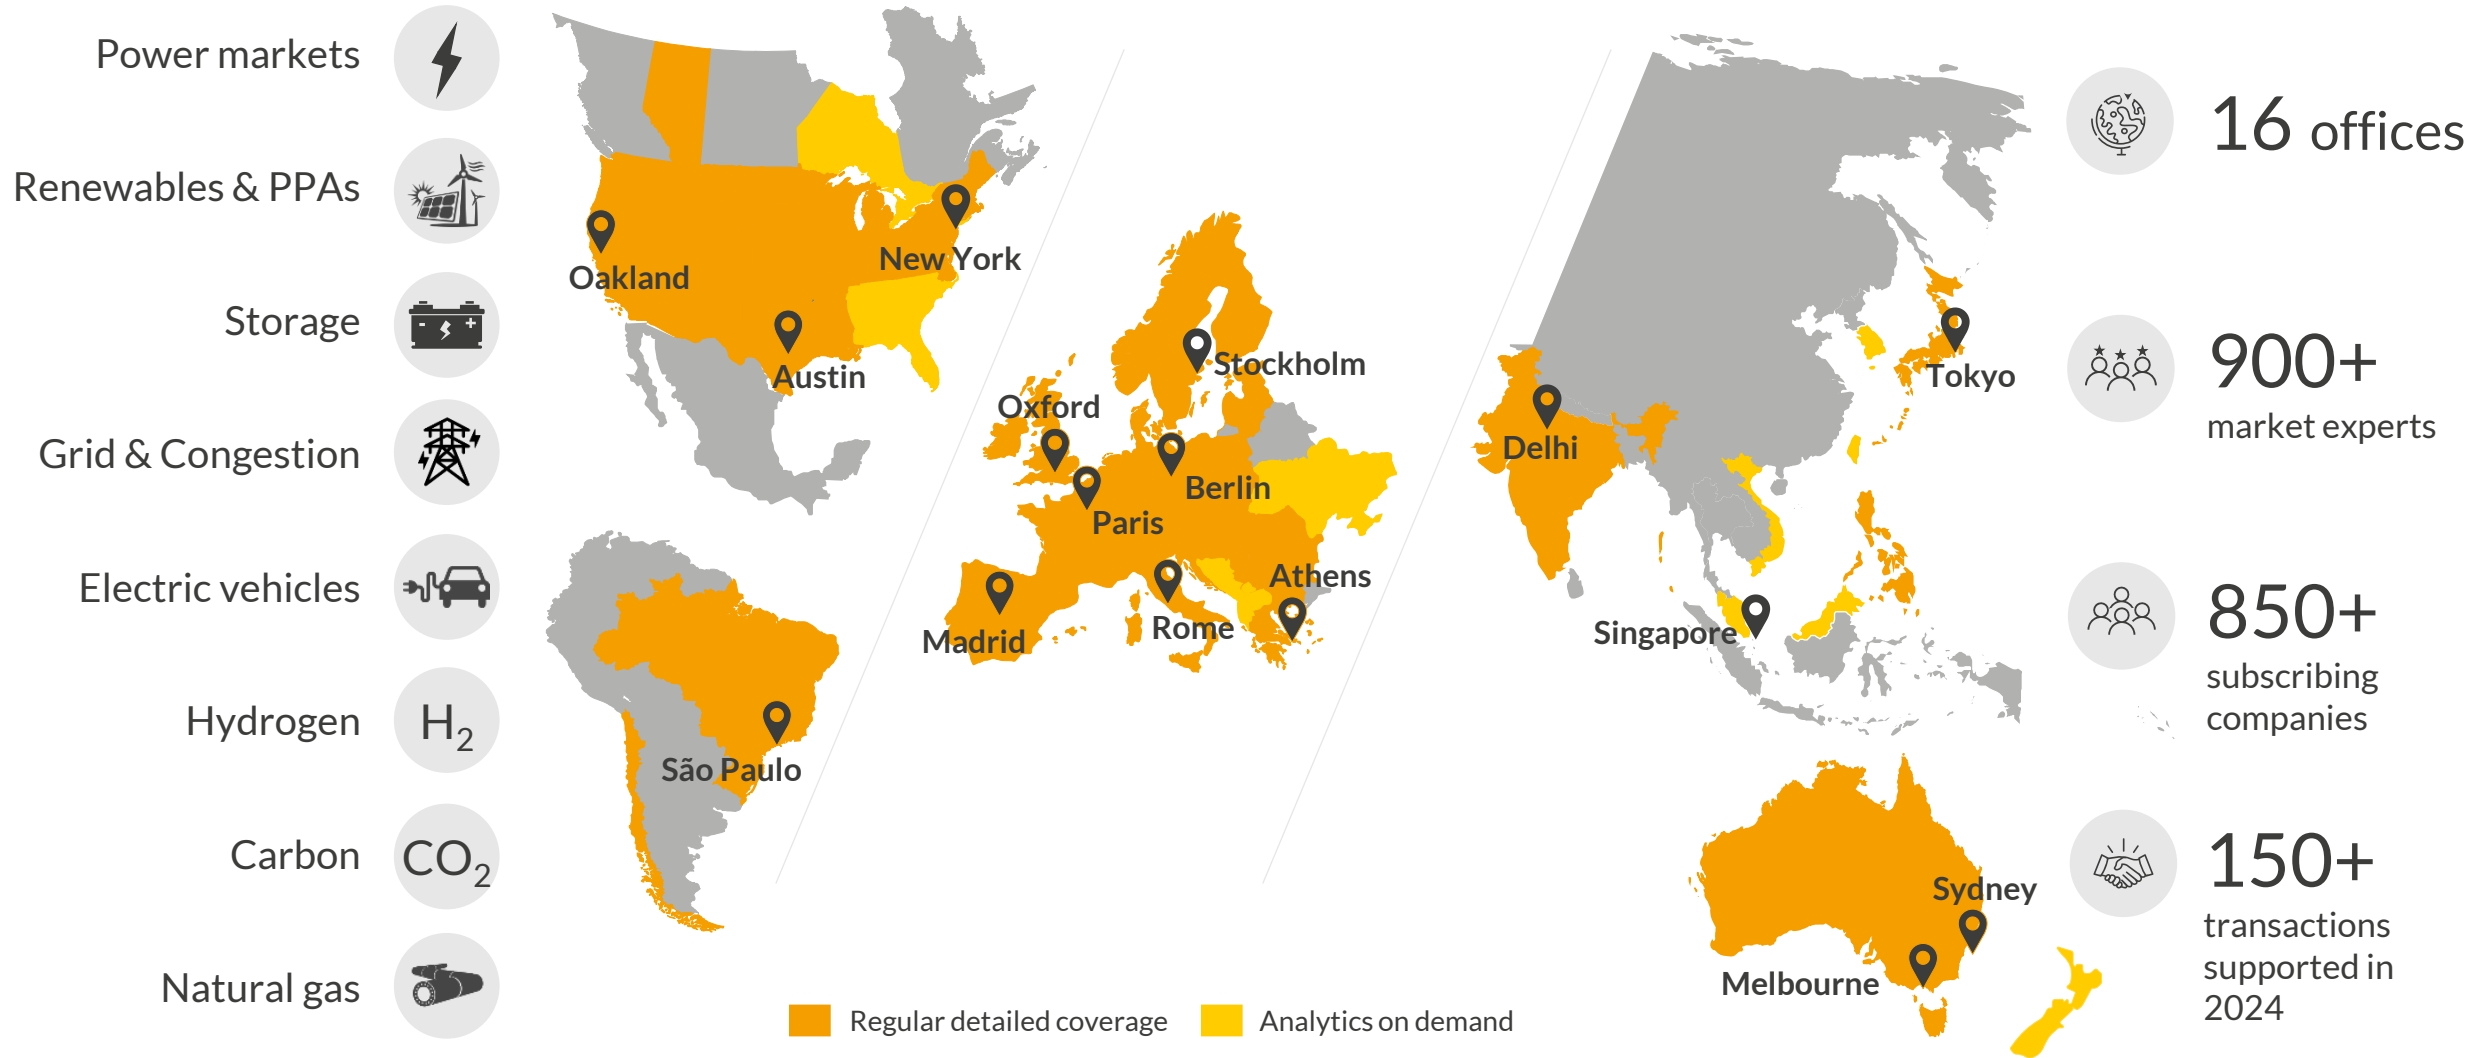 Power markets
Renewables & PPAs
Storage
Grid & Congestion
Electric vehicles
Hydrogen
H2
Carbon
CO2
Natural gas
Oakland
New York
Austin
São Paulo
Oxford
Stockholm
Berlin
Paris
Athens
Madrid
Rome
Delhi
Tokyo
Singapore
Sydney
Melbourne
Regular detailed coverage
Analytics on demand
16 offices
900+
market experts
850+
subscribing
companies
150+
transactions
supported in
2024